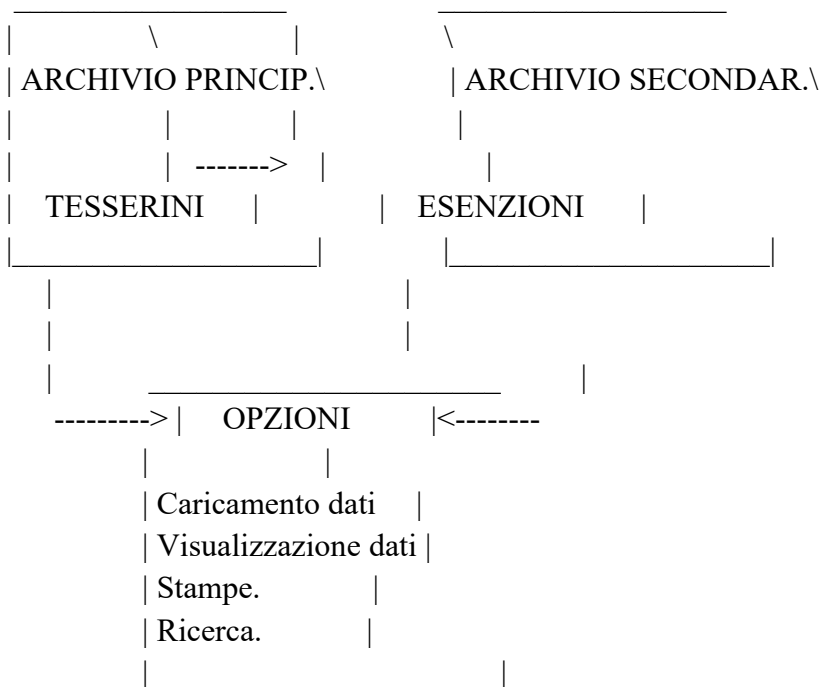 ARCHIVIO PRINCIP. ARCHIVIO SECONDAR.
------->
TESSERINI ESENZIONI
---------> OPZIONI <--------
Caricamento dati
Visualizzazione dati
Stampe.
Ricerca.